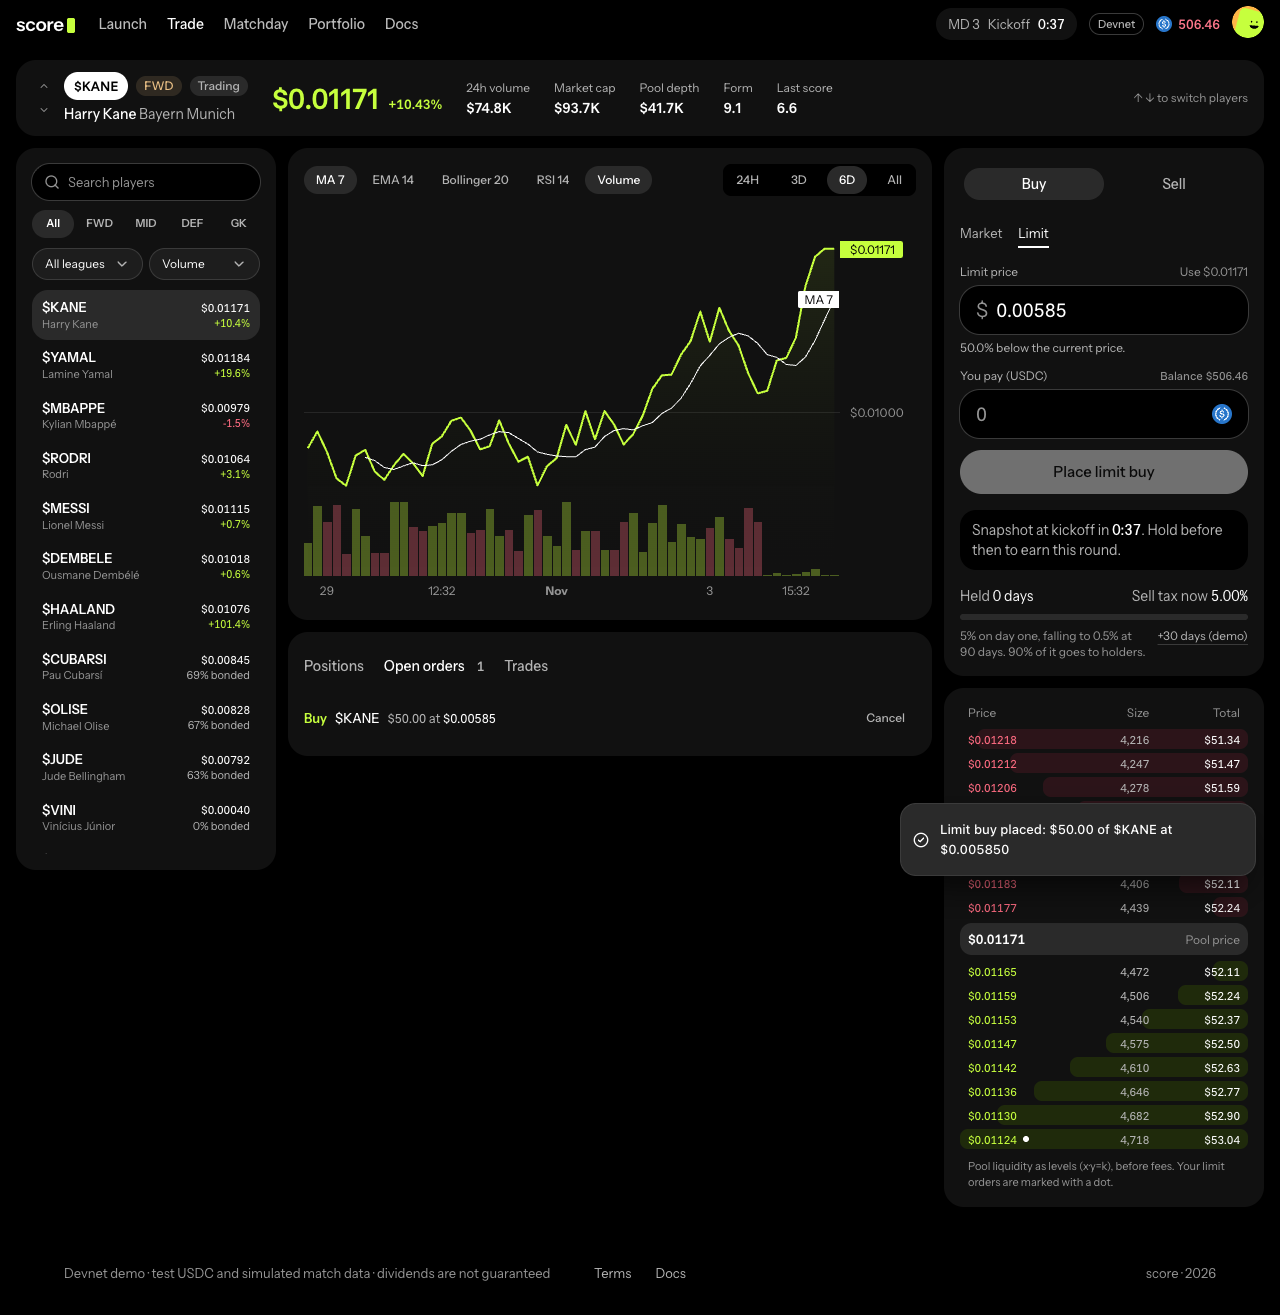 score
Launch
Trade
Matchday
Portfolio
Docs
MD 3 Kickoff 0:37
Devnet
506.46
$KANE
FWD
Trading
Harry Kane Bayern Munich
$0.01171 +10.43%
24h volume
$74.8K
Market cap
$93.7K
Pool depth
$41.7K
Form
9.1
Last score
6.6
↑ ↓ to switch players
Search players
All
FWD
MID
DEF
GK
All leagues
Volume
$KANE $0.01171
Harry Kane +10.4%
$YAMAL $0.01184
Lamine Yamal +19.6%
$MBAPPE $0.00979
Kylian Mbappé -1.5%
$RODRI $0.01064
Rodri +3.1%
$MESSI $0.01115
Lionel Messi +0.7%
$DEMBELE $0.01018
Ousmane Dembélé +0.6%
$HAALAND $0.01076
Erling Haaland +101.4%
$CUBARSI $0.00845
Pau Cubarsí 69% bonded
$OLISE $0.00828
Michael Olise 67% bonded
$JUDE $0.00792
Jude Bellingham 63% bonded
$VINI $0.00040
Vinícius Júnior 0% bonded
MA 7
EMA 14
Bollinger 20
RSI 14
Volume
24H
3D
6D
All
$0.01171
MA 7
$0.01000
29
12:32
Nov
3
15:32
Positions
Open orders 1
Trades
Buy $KANE $50.00 at $0.00585
Cancel
Buy
Sell
Market
Limit
Limit price
Use $0.01171
$ 0.00585
50.0% below the current price.
You pay (USDC)
Balance $506.46
0
Place limit buy
Snapshot at kickoff in 0:37. Hold before
then to earn this round.
Held 0 days
Sell tax now 5.00%
5% on day one, falling to 0.5% at
90 days. 90% of it goes to holders.
+30 days (demo)
Price Size Total
$0.01218 4,216 $51.34
$0.01212 4,247 $51.47
$0.01206 4,278 $51.59
Limit buy placed: $50.00 of $KANE at
$0.005850
$0.01183 4,406 $52.11
$0.01177 4,439 $52.24
$0.01171 Pool price
$0.01165 4,472 $52.11
$0.01159 4,506 $52.24
$0.01153 4,540 $52.37
$0.01147 4,575 $52.50
$0.01142 4,610 $52.63
$0.01136 4,646 $52.77
$0.01130 4,682 $52.90
$0.01124 4,718 $53.04
Pool liquidity as levels (x·y=k), before fees. Your limit
orders are marked with a dot.
Devnet demo · test USDC and simulated match data · dividends are not guaranteed
Terms
Docs
score · 2026